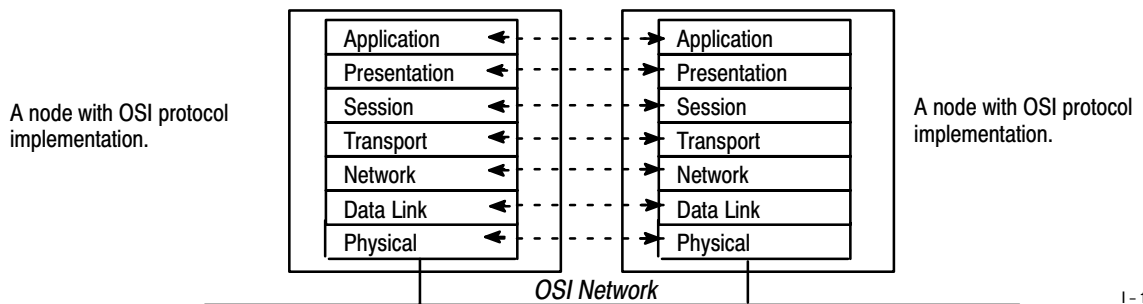 A node with OSI protocol
implementation.
Application
Presentation
Session
Transport
Network
Data Link
Physical
Application
Presentation
Session
Transport
Network
Data Link
Physical
A node with OSI protocol
implementation.
OSI Network